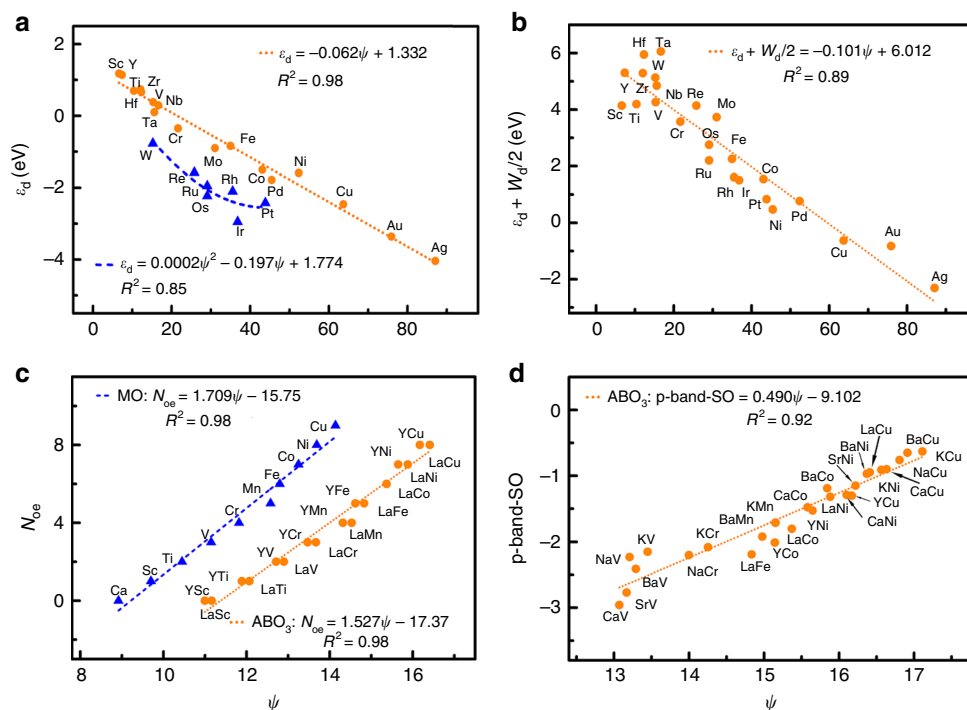 a
εd = −0.062ψ + 1.332
R² = 0.98
Sc
Y
Ti
Zr
Hf
V
Nb
Ta
Cr
W
Mo
Fe
Re
Ru
Rh
Os
Co
Pd
Ni
Ir
Pt
Cu
Au
Ag
εd = 0.0002ψ² − 0.197ψ + 1.774
R² = 0.85
εd (eV)
2
0
−2
−4
0 20 40 60 80
b
εd + Wd/2 = −0.101ψ + 6.012
R² = 0.89
Hf
Ta
W
Y
Zr
Nb
Re
Mo
Sc
Ti
V
Cr
Os
Fe
Ru
Rh
Ir
Co
Pt
Ni
Pd
Cu
Au
Ag
εd + Wd/2 (eV)
6
4
2
0
−2
0 20 40 60 80
c
MO: Noe = 1.709ψ − 15.75
R² = 0.98
Cu
Ni
Co
Fe
Mn
Cr
V
Ti
Sc
Ca
YCu
YNi
LaCu
LaNi
LaCo
YFe
LaFe
YMn
LaMn
YCr
LaCr
YV
LaV
YTi
LaTi
YSc
LaSc
ABO₃: Noe = 1.527ψ − 17.37
R² = 0.98
Noe
8
4
0
8 10 12 14 16
ψ
d
ABO₃: p-band-SO = 0.490ψ − 9.102
R² = 0.92
LaCu
BaNi
BaCu
SrNi
KCu
BaCo
NaCu
KNi
CaCu
CaCo
YCu
KMn
LaNi
CaNi
BaMn
YNi
KCr
LaCo
KV
YCo
NaV
NaCr
LaFe
BaV
SrV
CaV
p-band-SO
0
−1
−2
−3
13 14 15 16 17
ψ